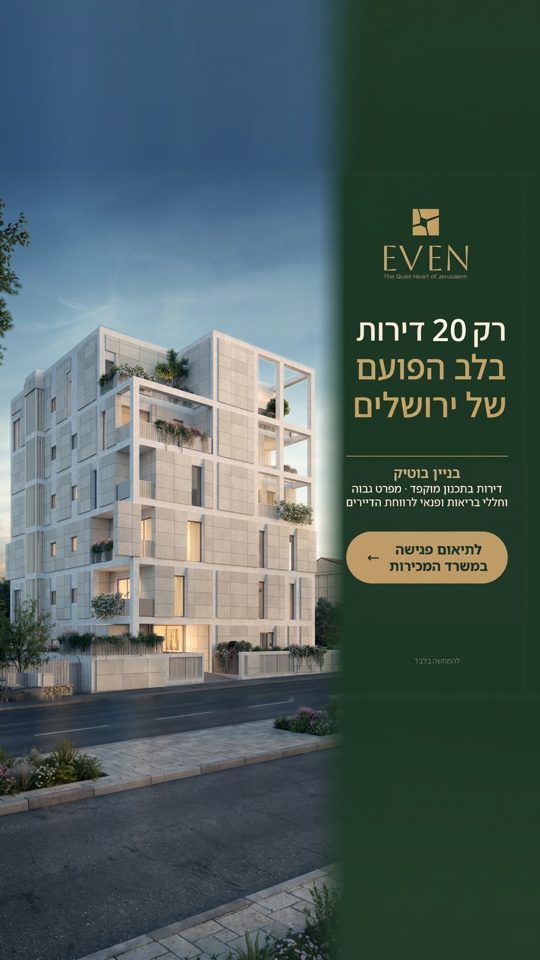 EVEN
The Quiet Heart of Jerusalem
רק 20 דירות
בלב הפועם
של ירושלים
בניין בוטיק
דירות בתכנון מוקפד · מפרט גבוה
וחללי בריאות ופנאי לרווחת הדיירים
לתיאום פגישה
במשרד המכירות ←
להמחשה בלבד